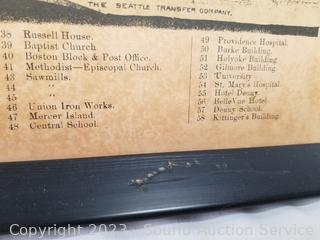 THE SEATTLE TRANSFER COMPANY.
38 Russell House.
39 Baptist Church
40 Boston Block & Post Office.
41 Methodist—Episcopal Church.
43 Sawmills.
44 "
45 "
46 Union Iron Works.
47 Mercer Island.
48 Central School.
49 Providence Hospital.
50 Burke Building.
51 Holyoke Building.
52 Gilmore Building.
53 University
54 St. Mary's Hospital
55 Hotel Denny.
56 BelleVue Hotel
57 Denny School.
58 Kittinger's Building.
Copyright 2023 Sound Auction Service